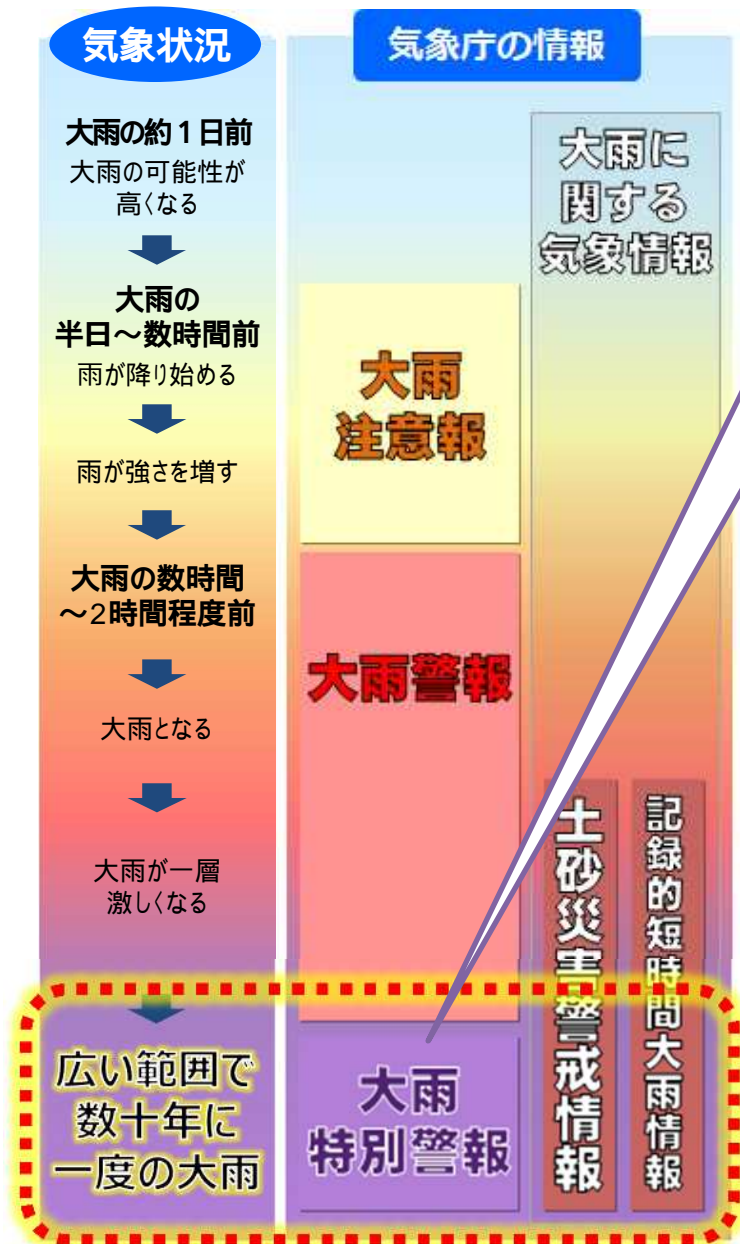 気象状況
大雨の約1日前
大雨の可能性が
高くなる
大雨の
半日～数時間前
雨が降り始める
雨が強さを増す
大雨の数時間
～2時間程度前
大雨となる
大雨が一層
激しくなる
広い範囲で
数十年に
一度の大雨
気象庁の情報
大雨に
関する
気象情報
大雨
注意報
大雨警報
土砂災害警戒情報
記録的短時間大雨情報
大雨
特別警報